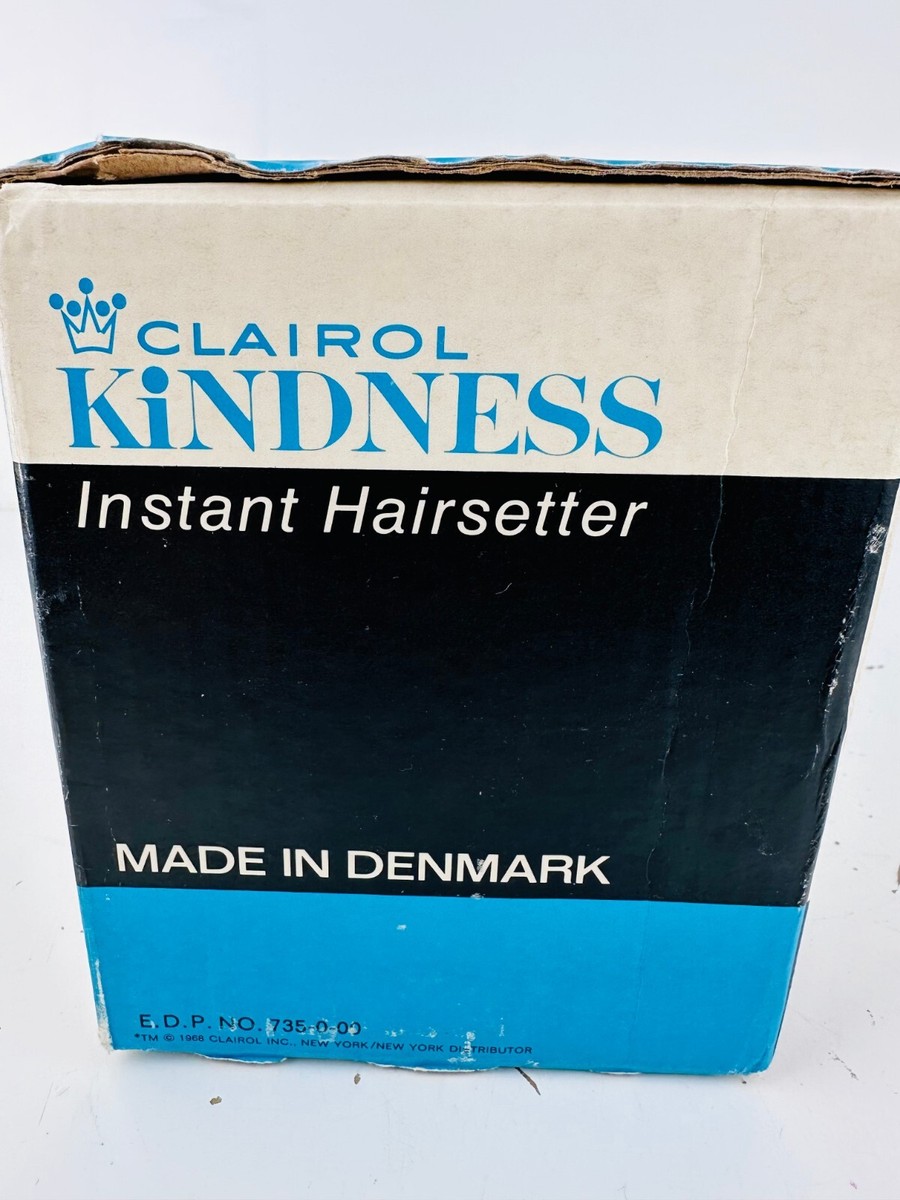 CLAIROL
KiNDNESS
Instant Hairsetter
MADE IN DENMARK
E.D.P. NO. 735-0-00
*TM © 1968 CLAIROL INC., NEW YORK/NEW YORK DISTRIBUTOR